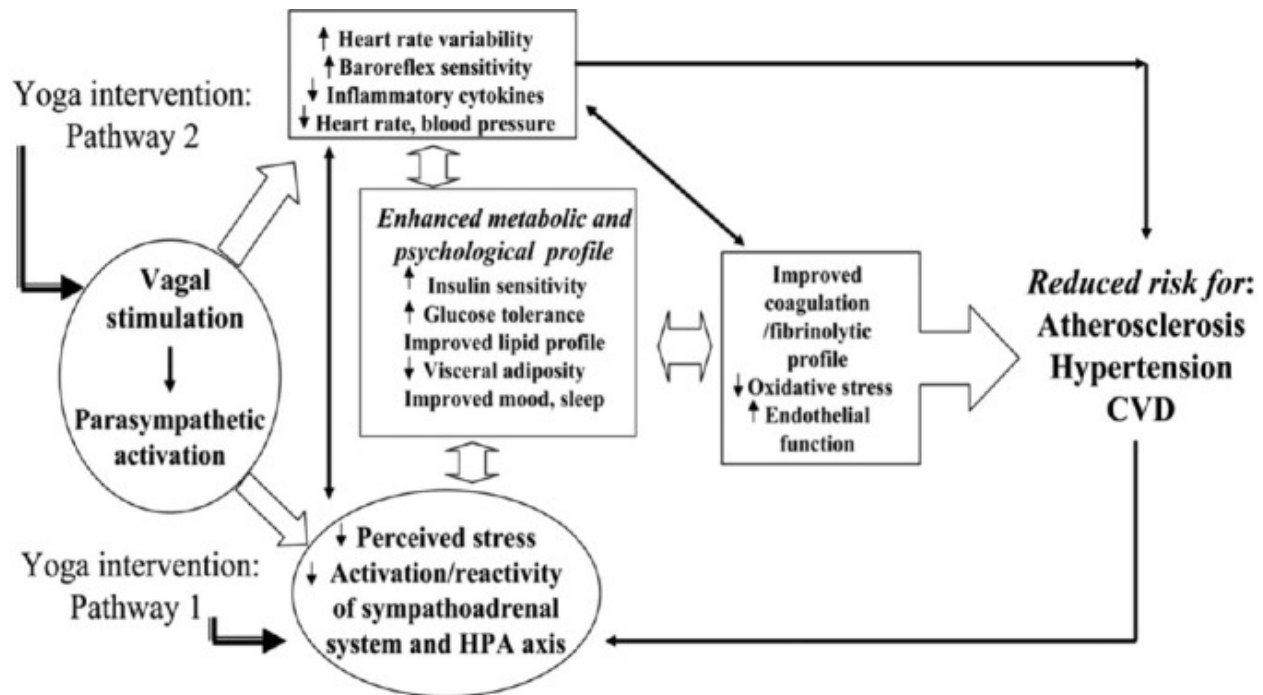 ↑ Heart rate variability
↑ Baroreflex sensitivity
↓ Inflammatory cytokines
↓ Heart rate, blood pressure
Yoga intervention:
Pathway 2
Vagal
stimulation
Parasympathetic
activation
Enhanced metabolic and
psychological profile
↑ Insulin sensitivity
↑ Glucose tolerance
Improved lipid profile
↓ Visceral adiposity
Improved mood, sleep
Improved
coagulation
/fibrinolytic
profile
↓ Oxidative stress
↑ Endothelial
function
Reduced risk for:
Atherosclerosis
Hypertension
CVD
Yoga intervention:
Pathway 1
↓ Perceived stress
↓ Activation/reactivity
of sympathoadrenal
system and HPA axis